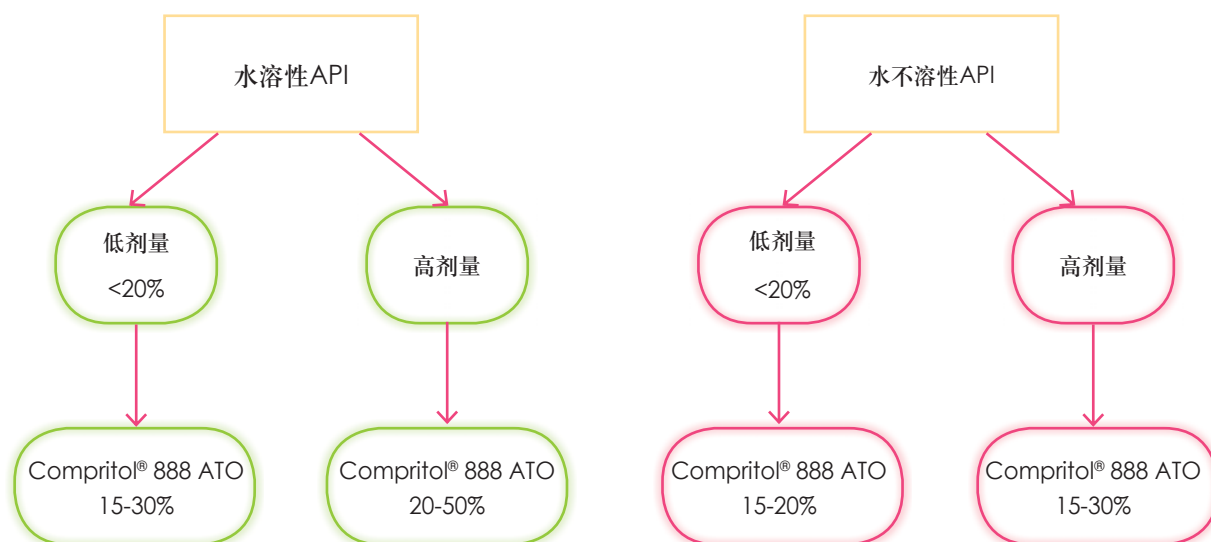 水溶性API
水不溶性API
低剂量
<20%
高剂量
低剂量
<20%
高剂量
Compritol® 888 ATO
15-30%
Compritol® 888 ATO
20-50%
Compritol® 888 ATO
15-20%
Compritol® 888 ATO
15-30%